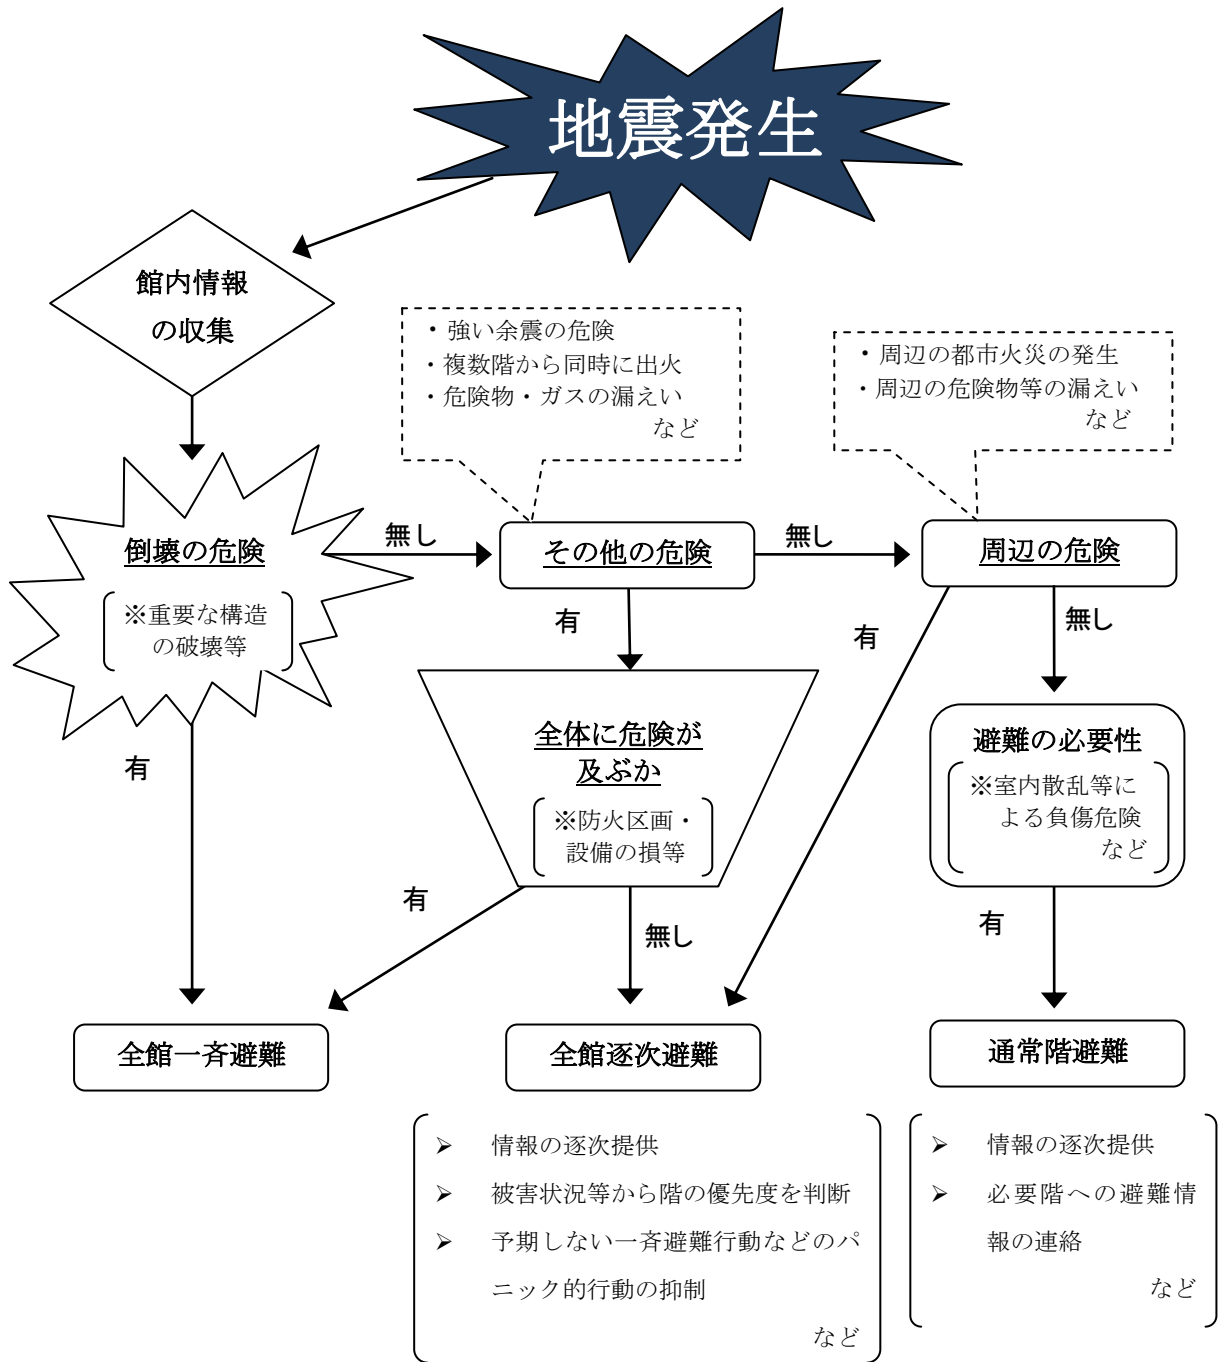 地震発生
館内情報
の収集
・強い余震の危険
・複数階から同時に出火
・危険物・ガスの漏えい
など
・周辺の都市火災の発生
・周辺の危険物等の漏えい
など
倒壊の危険
※重要な構造
の破壊等
無し
その他の危険
無し
周辺の危険
有
有
無し
有
全体に危険が
及ぶか
※防火区画・
設備の損等
避難の必要性
※室内散乱等に
よる負傷危険
など
有
無し
有
全館一斉避難
全館逐次避難
通常階避難
➢ 情報の逐次提供
➢ 被害状況等から階の優先度を判断
➢ 予期しない一斉避難行動などのパ
ニック的行動の抑制
など
➢ 情報の逐次提供
➢ 必要階への避難情
報の連絡
など